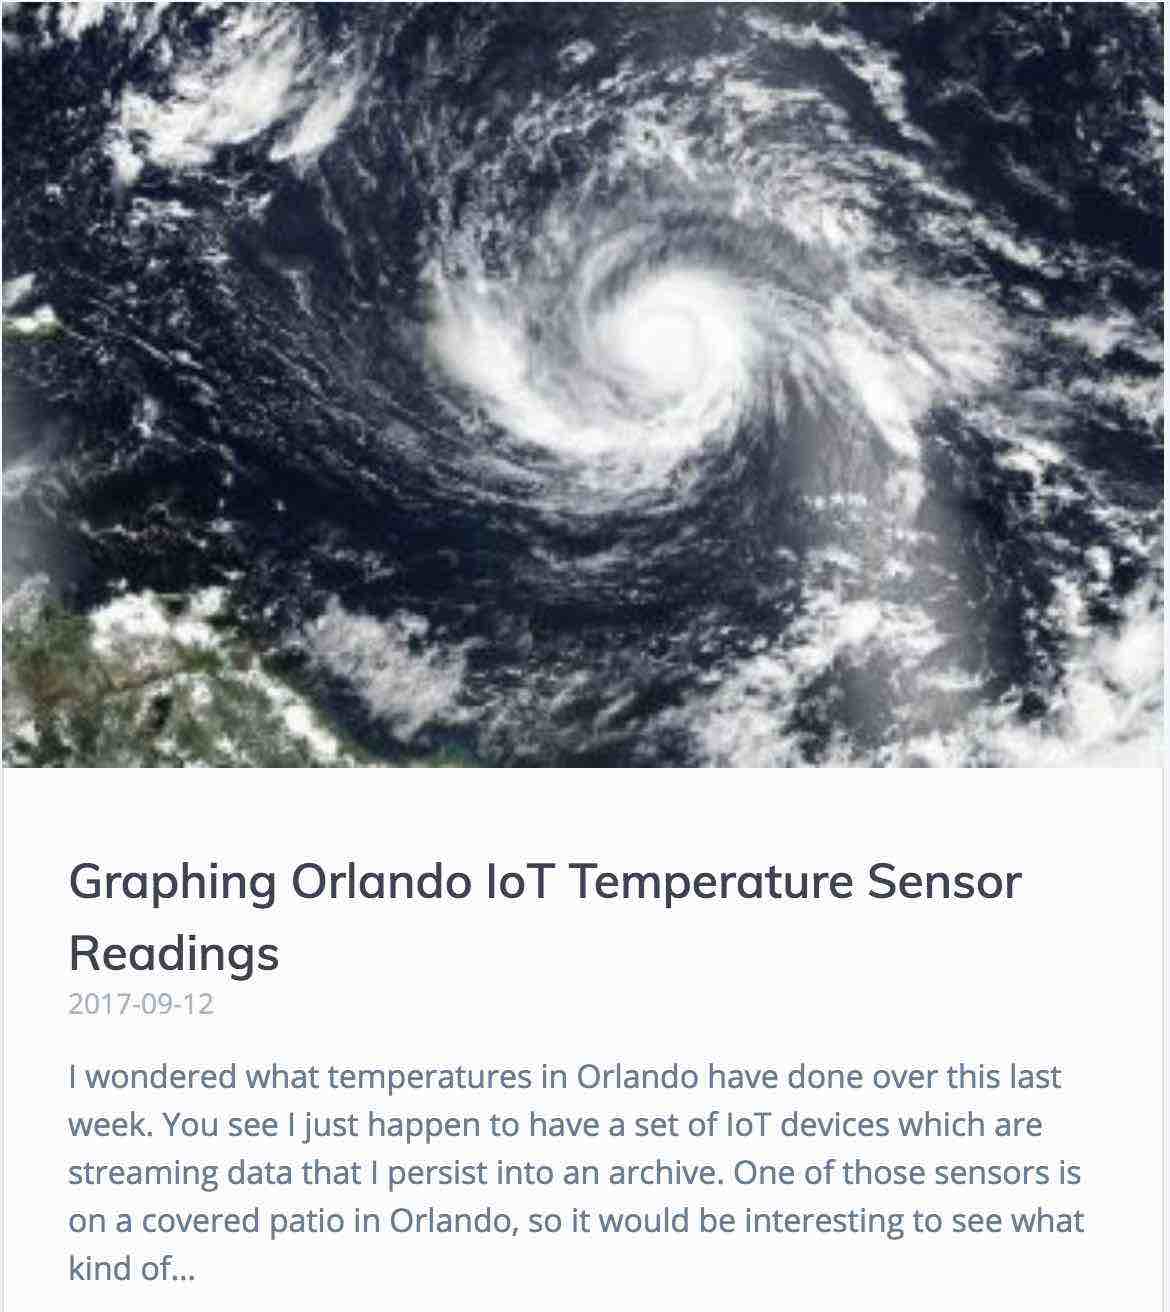 Graphing Orlando IoT Temperature Sensor
Readings
2017-09-12
I wondered what temperatures in Orlando have done over this last
week. You see I just happen to have a set of IoT devices which are
streaming data that I persist into an archive. One of those sensors is
on a covered patio in Orlando, so it would be interesting to see what
kind of...